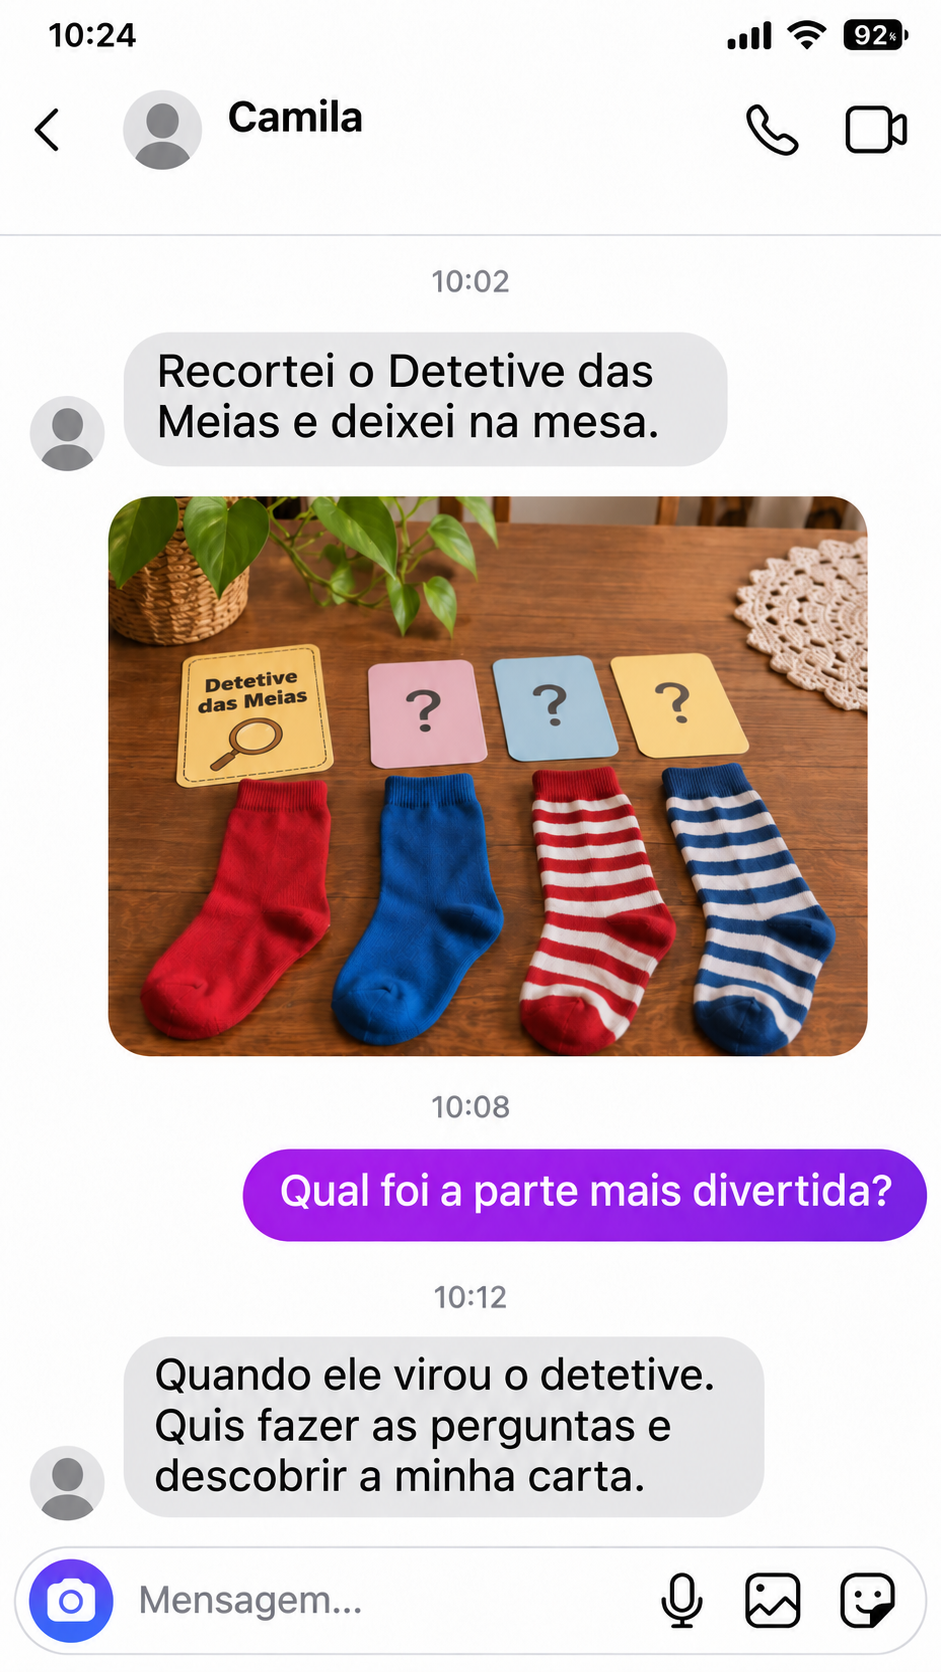 10:24
92%
Camila
10:02
Recortei o Detetive das
Meias e deixei na mesa.
Detetive
das Meias
?
?
?
10:08
Qual foi a parte mais divertida?
10:12
Quando ele virou o detetive.
Quis fazer as perguntas e
descobrir a minha carta.
Mensagem...